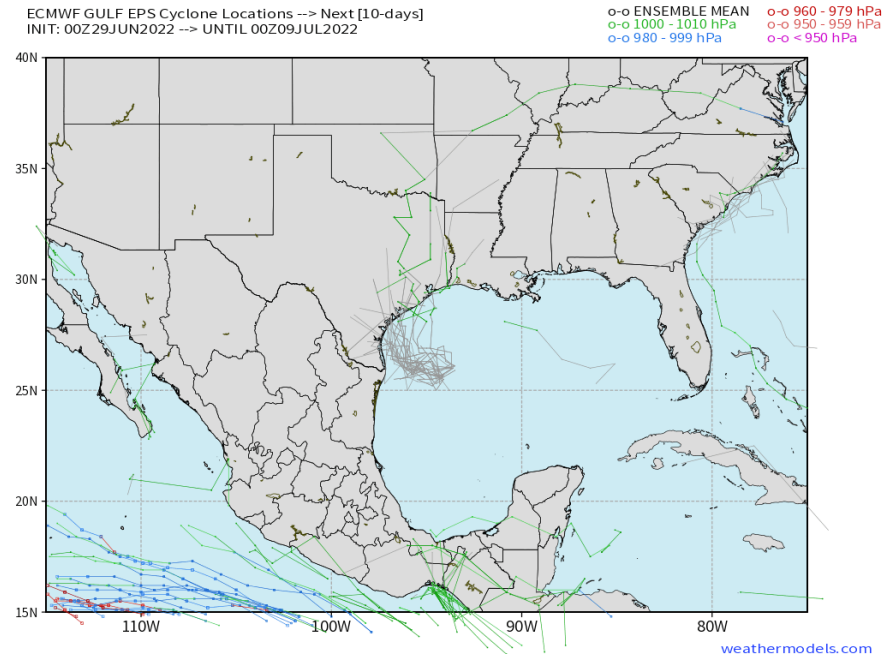 ECMWF GULF EPS Cyclone Locations --> Next [10-days]
INIT: 00Z29JUN2022 --> UNTIL 00Z09JUL2022
o-o ENSEMBLE MEAN
o-o 1000 - 1010 hPa
o-o 980 - 999 hPa
o-o 960 - 979 hPa
o-o 950 - 959 hPa
o-o < 950 hPa
40N
35N
30N
25N
20N
15N
110W 100W 90W 80W
weathermodels.com